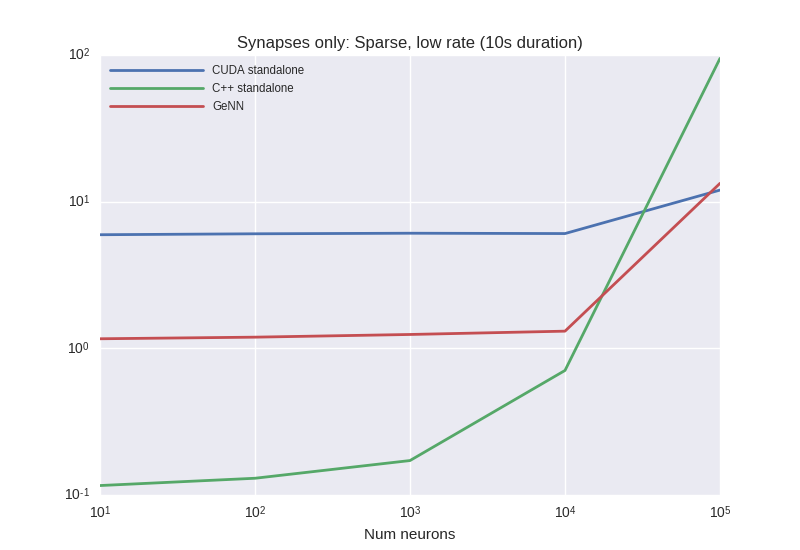 Synapses only: Sparse, low rate (10s duration)
CUDA standalone
C++ standalone
GeNN
10²
10¹
10⁰
10⁻¹
10¹ 10² 10³ 10⁴ 10⁵
Num neurons